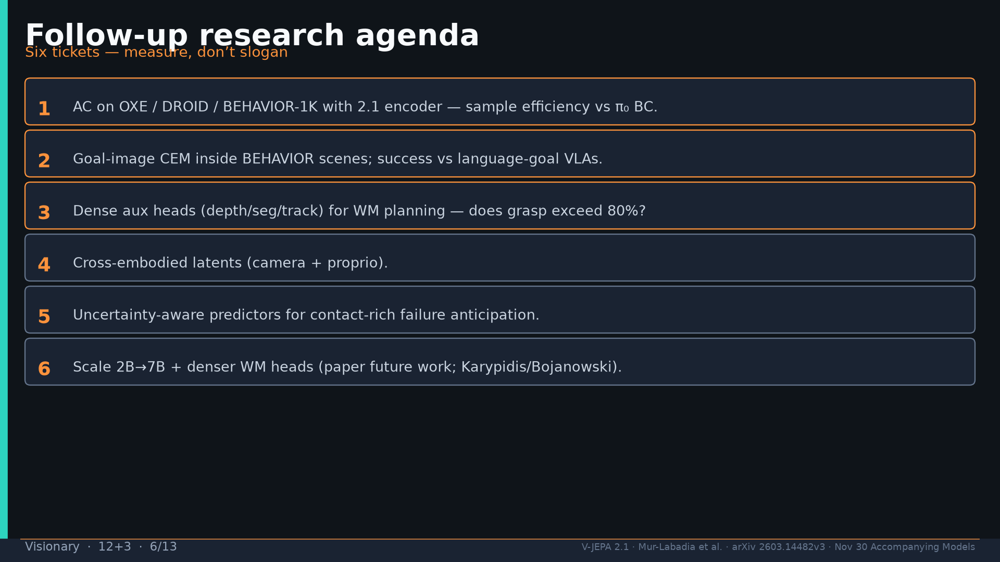 Follow-up research agenda
Six tickets — measure, don’t slogan
1 AC on OXE / DROID / BEHAVIOR-1K with 2.1 encoder — sample efficiency vs π₀ BC.
2 Goal-image CEM inside BEHAVIOR scenes; success vs language-goal VLAs.
3 Dense aux heads (depth/seg/track) for WM planning — does grasp exceed 80%?
4 Cross-embodied latents (camera + proprio).
5 Uncertainty-aware predictors for contact-rich failure anticipation.
6 Scale 2B→7B + denser WM heads (paper future work; Karypidis/Bojanowski).
Visionary · 12+3 · 6/13
V-JEPA 2.1 · Mur-Labadia et al. · arXiv 2603.14482v3 · Nov 30 Accompanying Models